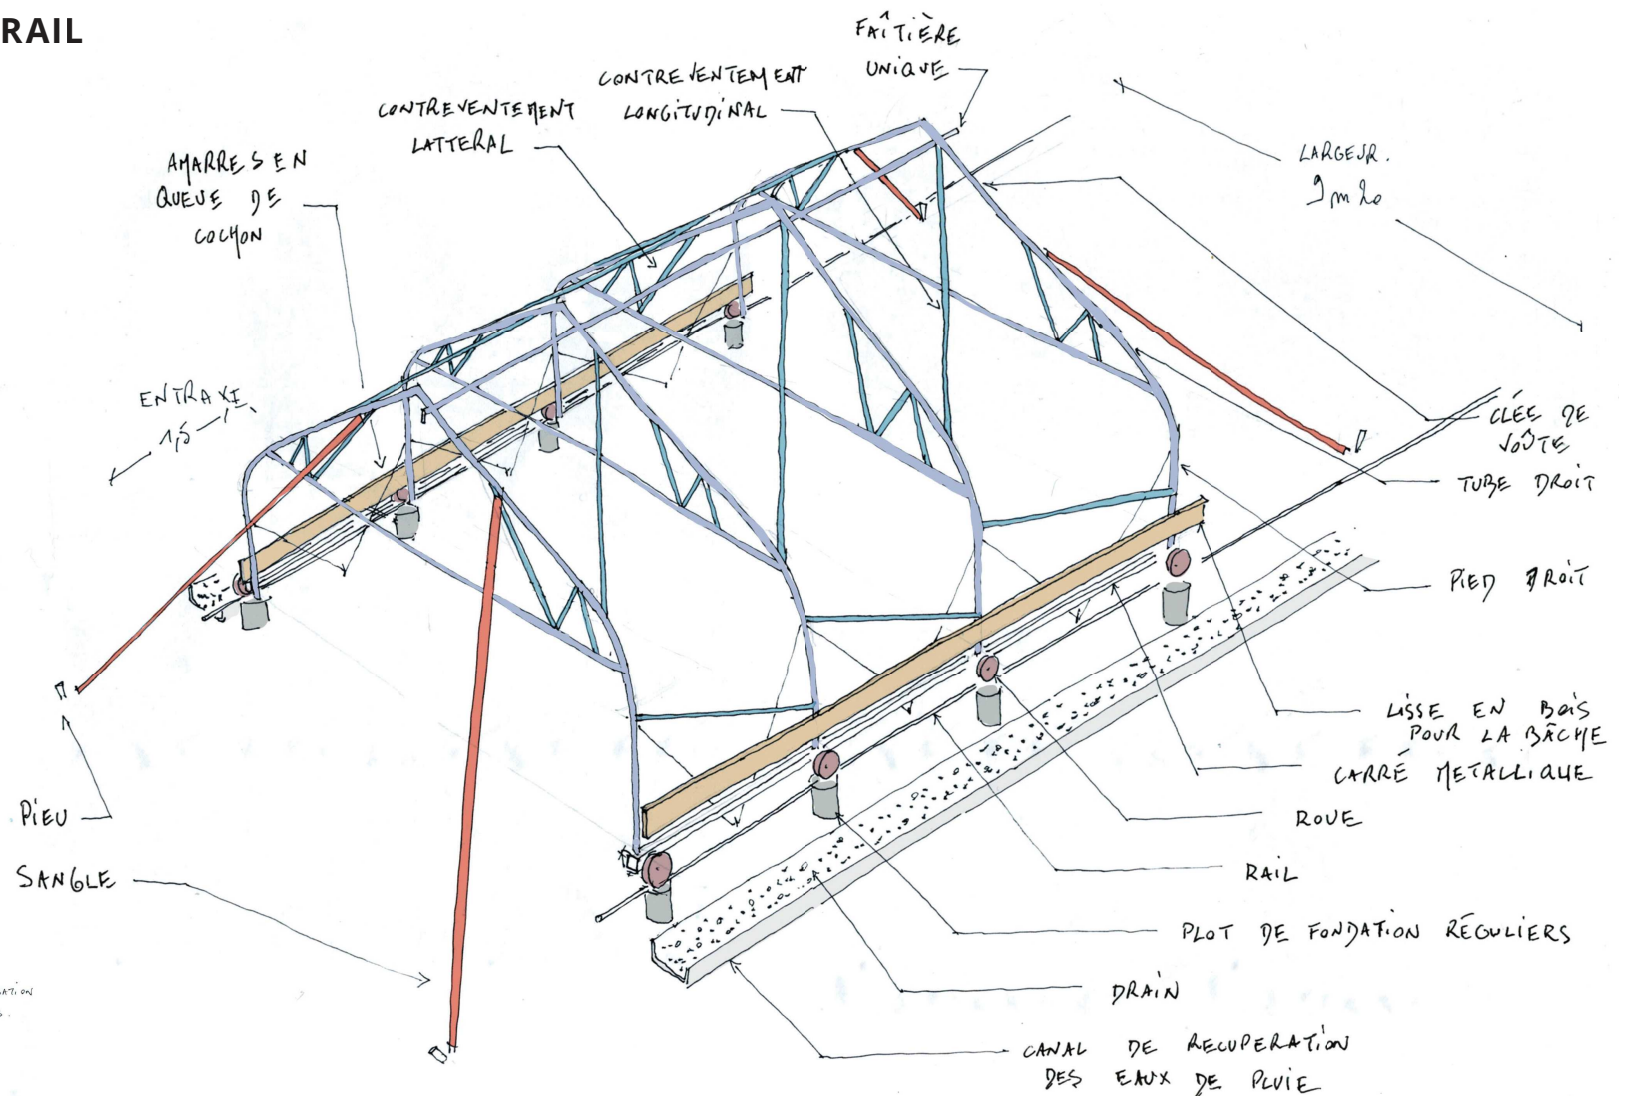 RAIL
FAÎTIÈRE
UNIQUE
CONTREVENTEMENT
LONGITUDINAL
CONTREVENTEMENT
LATTERAL
AMARRES EN
QUEUE DE
COCHON
LARGEUR.
9m20
ENTRAXE
1,5
CLÉE DE
VOÛTE
TUBE DROIT
PIED DROIT
LISSE EN BOIS
POUR LA BÂCHE
CARRÉ METALLIQUE
PIEU
ROUE
SANGLE
RAIL
PLOT DE FONDATION RÉGULIERS
DRAIN
CANAL DE RECUPERATION
DES EAUX DE PLUIE